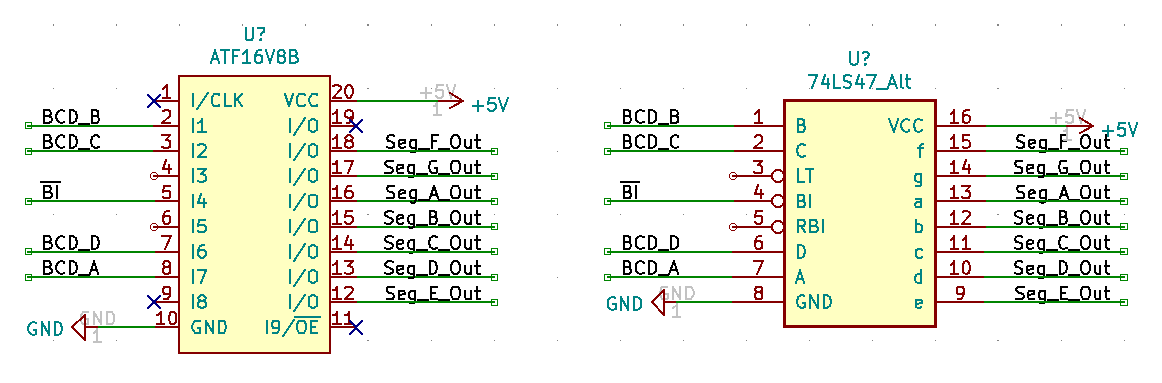 U?
ATF16V8B
1 I/CLK VCC 20 +5V 1 +5V
BCD_B 2 I1 I/O 19
BCD_C 3 I2 I/O 18 Seg_F_Out
4 I3 I/O 17 Seg_G_Out
BI 5 I4 I/O 16 Seg_A_Out
6 I5 I/O 15 Seg_B_Out
BCD_D 7 I6 I/O 14 Seg_C_Out
BCD_A 8 I7 I/O 13 Seg_D_Out
9 I8 I/O 12 Seg_E_Out
GND GND 1 10 GND I9/OE 11
U?
74LS47_Alt
BCD_B 1 B VCC 16 +5V 1 +5V
BCD_C 2 C f 15 Seg_F_Out
3 LT g 14 Seg_G_Out
BI 4 BI a 13 Seg_A_Out
5 RBI b 12 Seg_B_Out
BCD_D 6 D c 11 Seg_C_Out
BCD_A 7 A d 10 Seg_D_Out
GND GND 1 8 GND e 9 Seg_E_Out